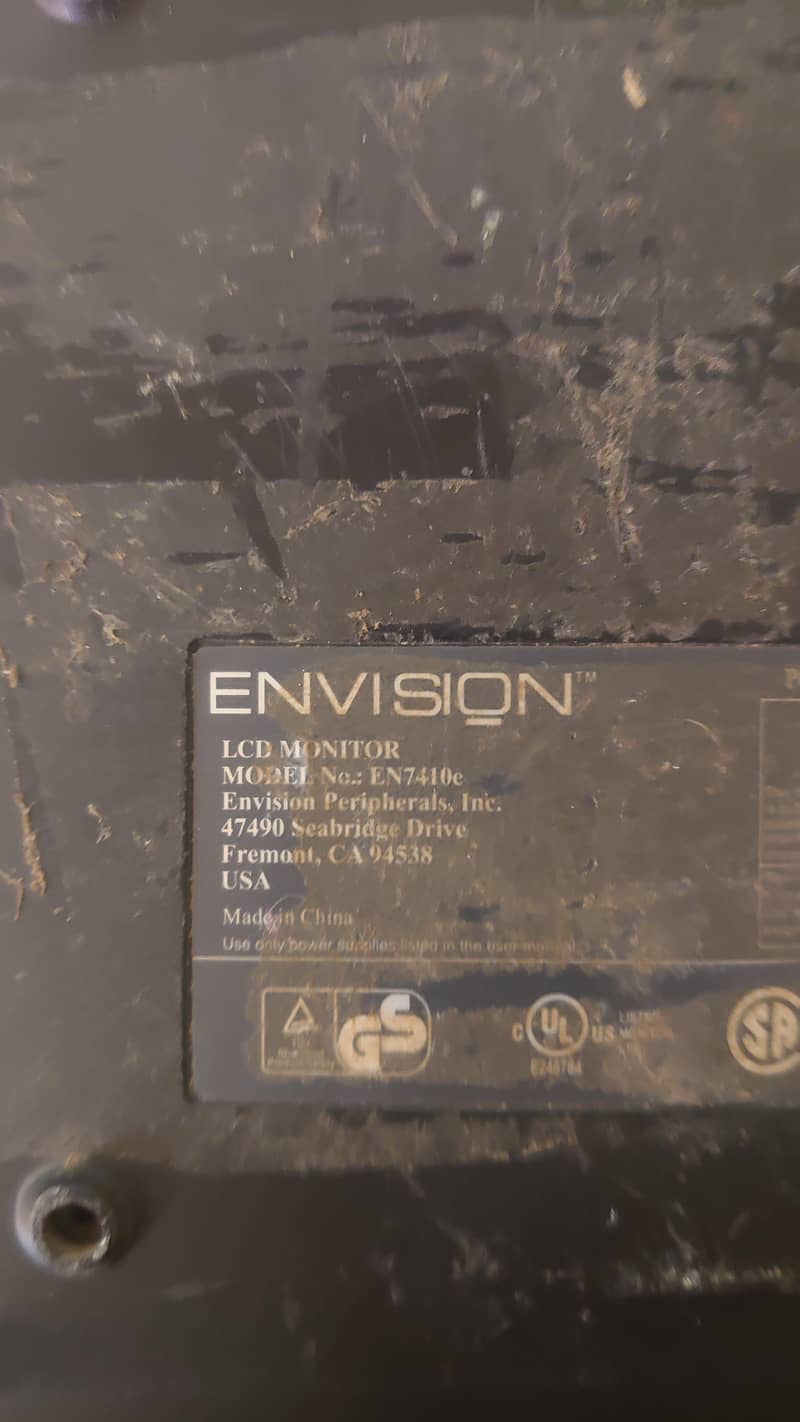 ENVISION™
LCD MONITOR
MODEL No.: EN7410e
Envision Peripherals, Inc.
47490 Seabridge Drive
Fremont, CA 94538
USA
Made in China
Use only power supplies listed in the user manual
GS
C UL US
SA